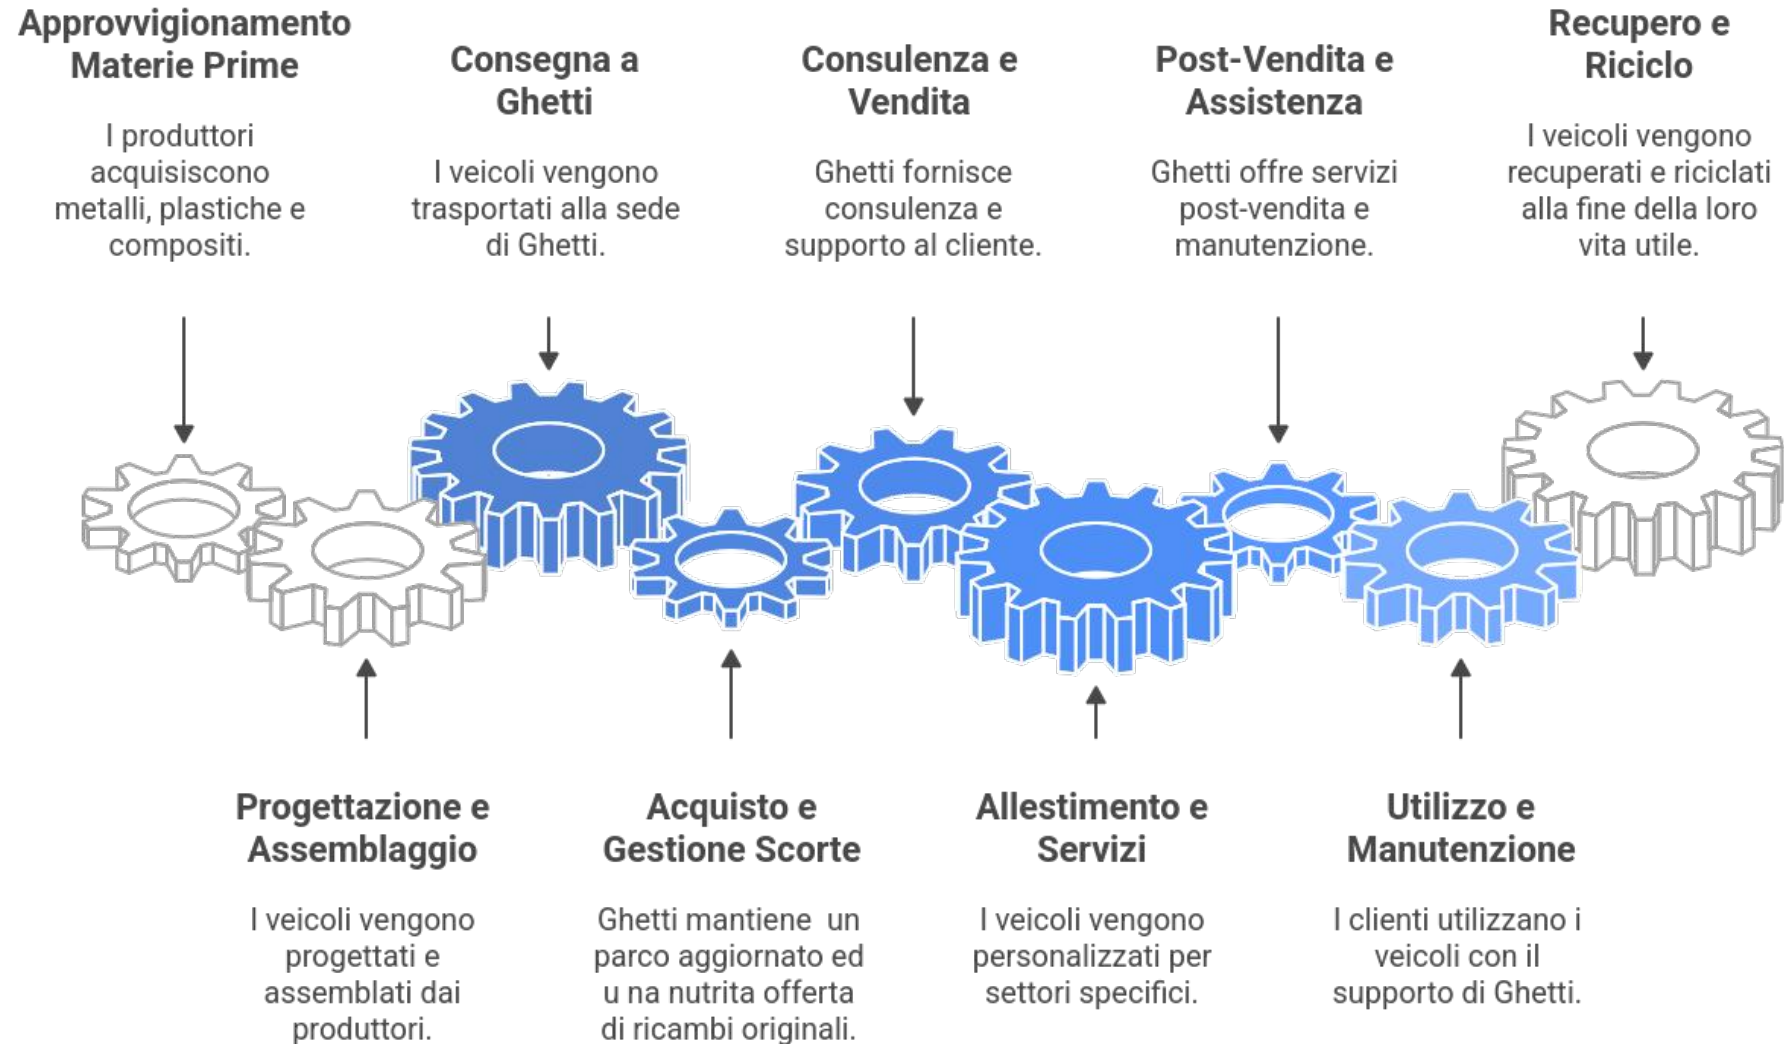 Approvvigionamento
Materie Prime
I produttori
acquisiscono
metalli, plastiche e
compositi.
Consegna a
Ghetti
I veicoli vengono
trasportati alla sede
di Ghetti.
Consulenza e
Vendita
Ghetti fornisce
consulenza e
supporto al cliente.
Post-Vendita e
Assistenza
Ghetti offre servizi
post-vendita e
manutenzione.
Recupero e
Riciclo
I veicoli vengono
recuperati e riciclati
alla fine della loro
vita utile.
Progettazione e
Assemblaggio
I veicoli vengono
progettati e
assemblati dai
produttori.
Acquisto e
Gestione Scorte
Ghetti mantiene  un
parco aggiornato ed
u na nutrita offerta
di ricambi originali.
Allestimento e
Servizi
I veicoli vengono
personalizzati per
settori specifici.
Utilizzo e
Manutenzione
I clienti utilizzano i
veicoli con il
supporto di Ghetti.